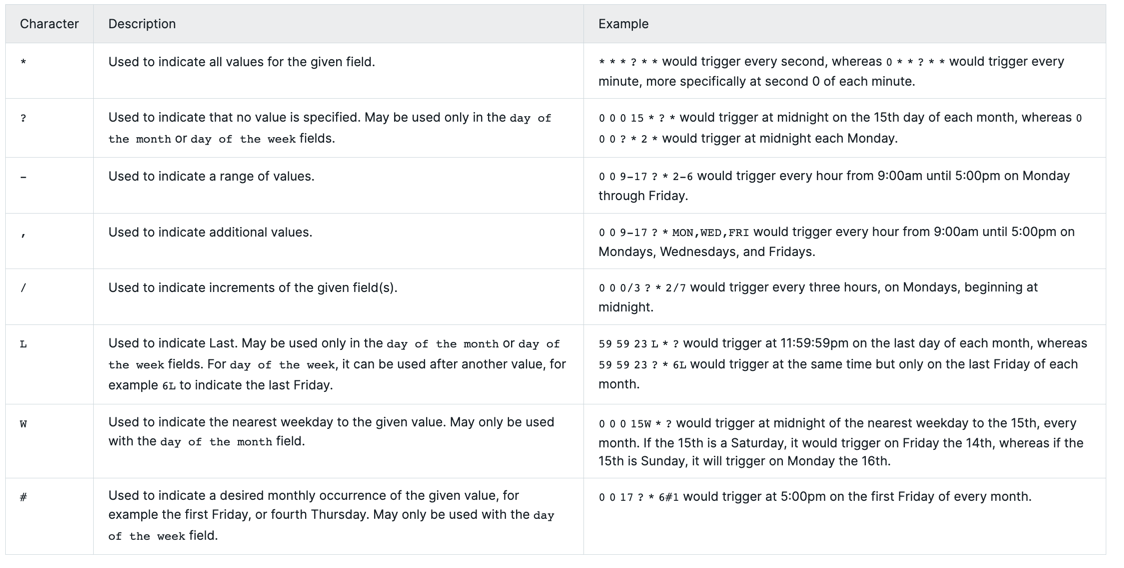 Character Description Example
* Used to indicate all values for the given field. * * * ? * * would trigger every second, whereas 0 * * ? * * would trigger every
minute, more specifically at second 0 of each minute.
? Used to indicate that no value is specified. May be used only in the day of
the month or day of the week fields.
0 0 0 15 * ? * would trigger at midnight on the 15th day of each month, whereas 0
0 0 ? * 2 * would trigger at midnight each Monday.
– Used to indicate a range of values. 0 0 9–17 ? * 2–6 would trigger every hour from 9:00am until 5:00pm on Monday
through Friday.
, Used to indicate additional values. 0 0 9–17 ? * MON,WED,FRI would trigger every hour from 9:00am until 5:00pm on
Mondays, Wednesdays, and Fridays.
/ Used to indicate increments of the given field(s). 0 0 0/3 ? * 2/7 would trigger every three hours, on Mondays, beginning at
midnight.
L Used to indicate Last. May be used only in the day of the month or day of
the week fields. For day of the week, it can be used after another value, for
example 6L to indicate the last Friday.
59 59 23 L * ? would trigger at 11:59:59pm on the last day of each month, whereas
59 59 23 ? * 6L would trigger at the same time but only on the last Friday of each
month.
W Used to indicate the nearest weekday to the given value. May only be used
with the day of the month field.
0 0 0 15W * ? would trigger at midnight of the nearest weekday to the 15th, every
month. If the 15th is a Saturday, it would trigger on Friday the 14th, whereas if the
15th is Sunday, it will trigger on Monday the 16th.
# Used to indicate a desired monthly occurrence of the given value, for
example the first Friday, or fourth Thursday. May only be used with the day
of the week field.
0 0 17 ? * 6#1 would trigger at 5:00pm on the first Friday of every month.